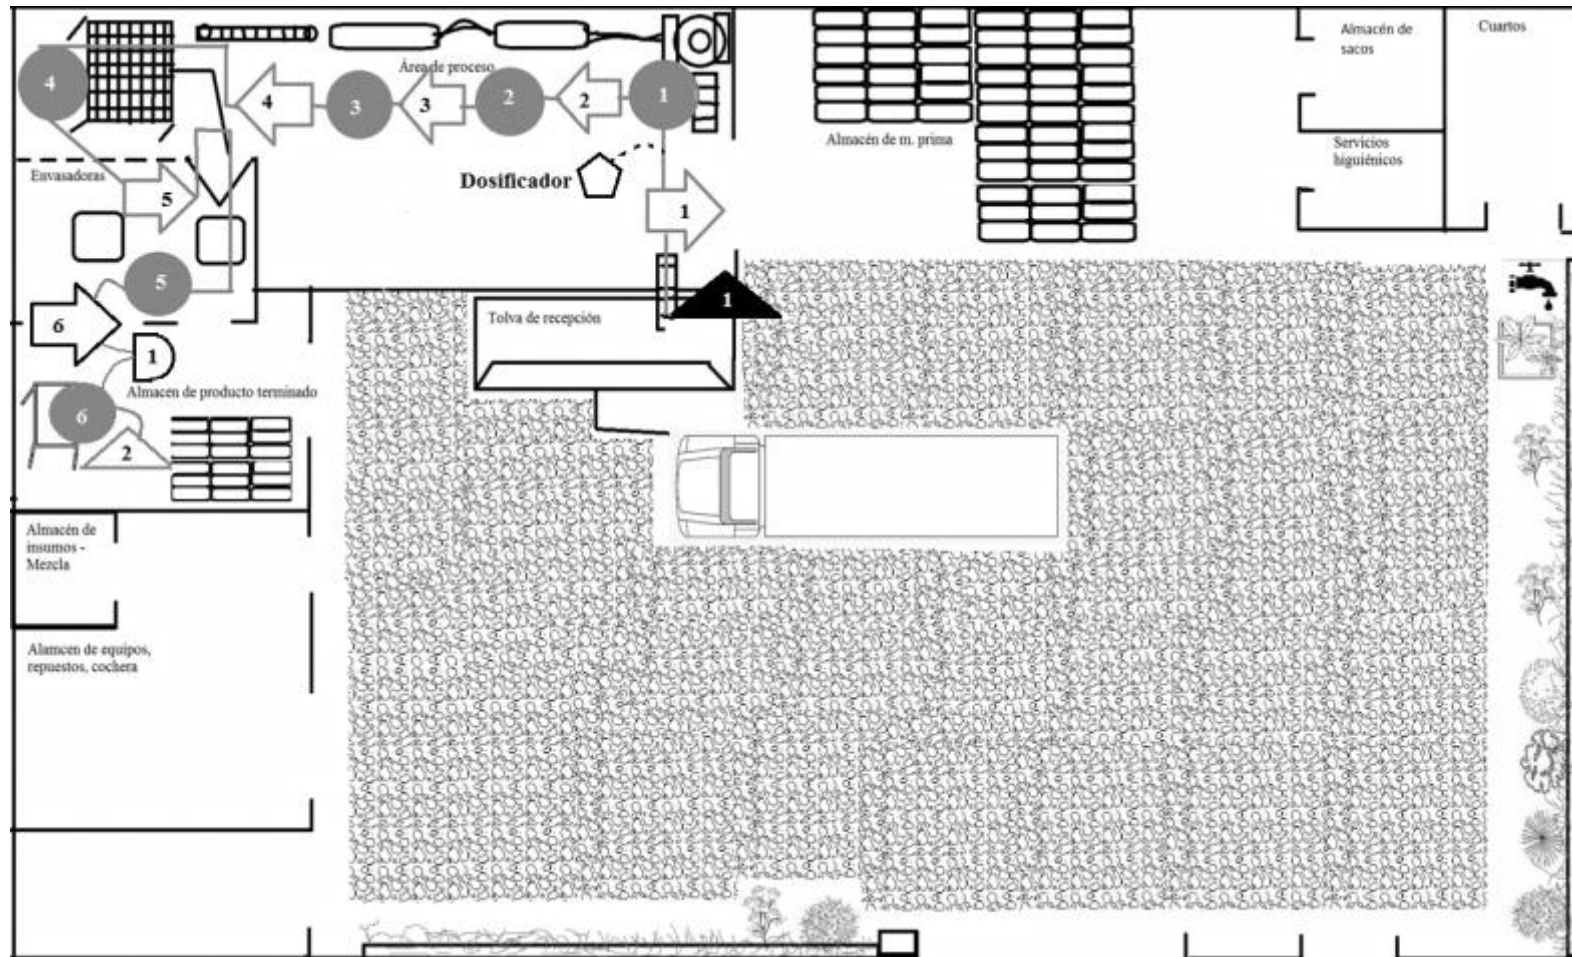 Almacén de
sacos
Cuartos
4
Área de proceso
4
3
3
2
2
1
Almacén de m. prima
Servicios
higuiénicos
Envasadoras
5
Dosificador
1
5
1
6
Tolva de recepción
1
Almacen de producto terminado
6
2
Almacén de
insumos -
Mezcla
Alamcen de equipos,
repuestos, cochera